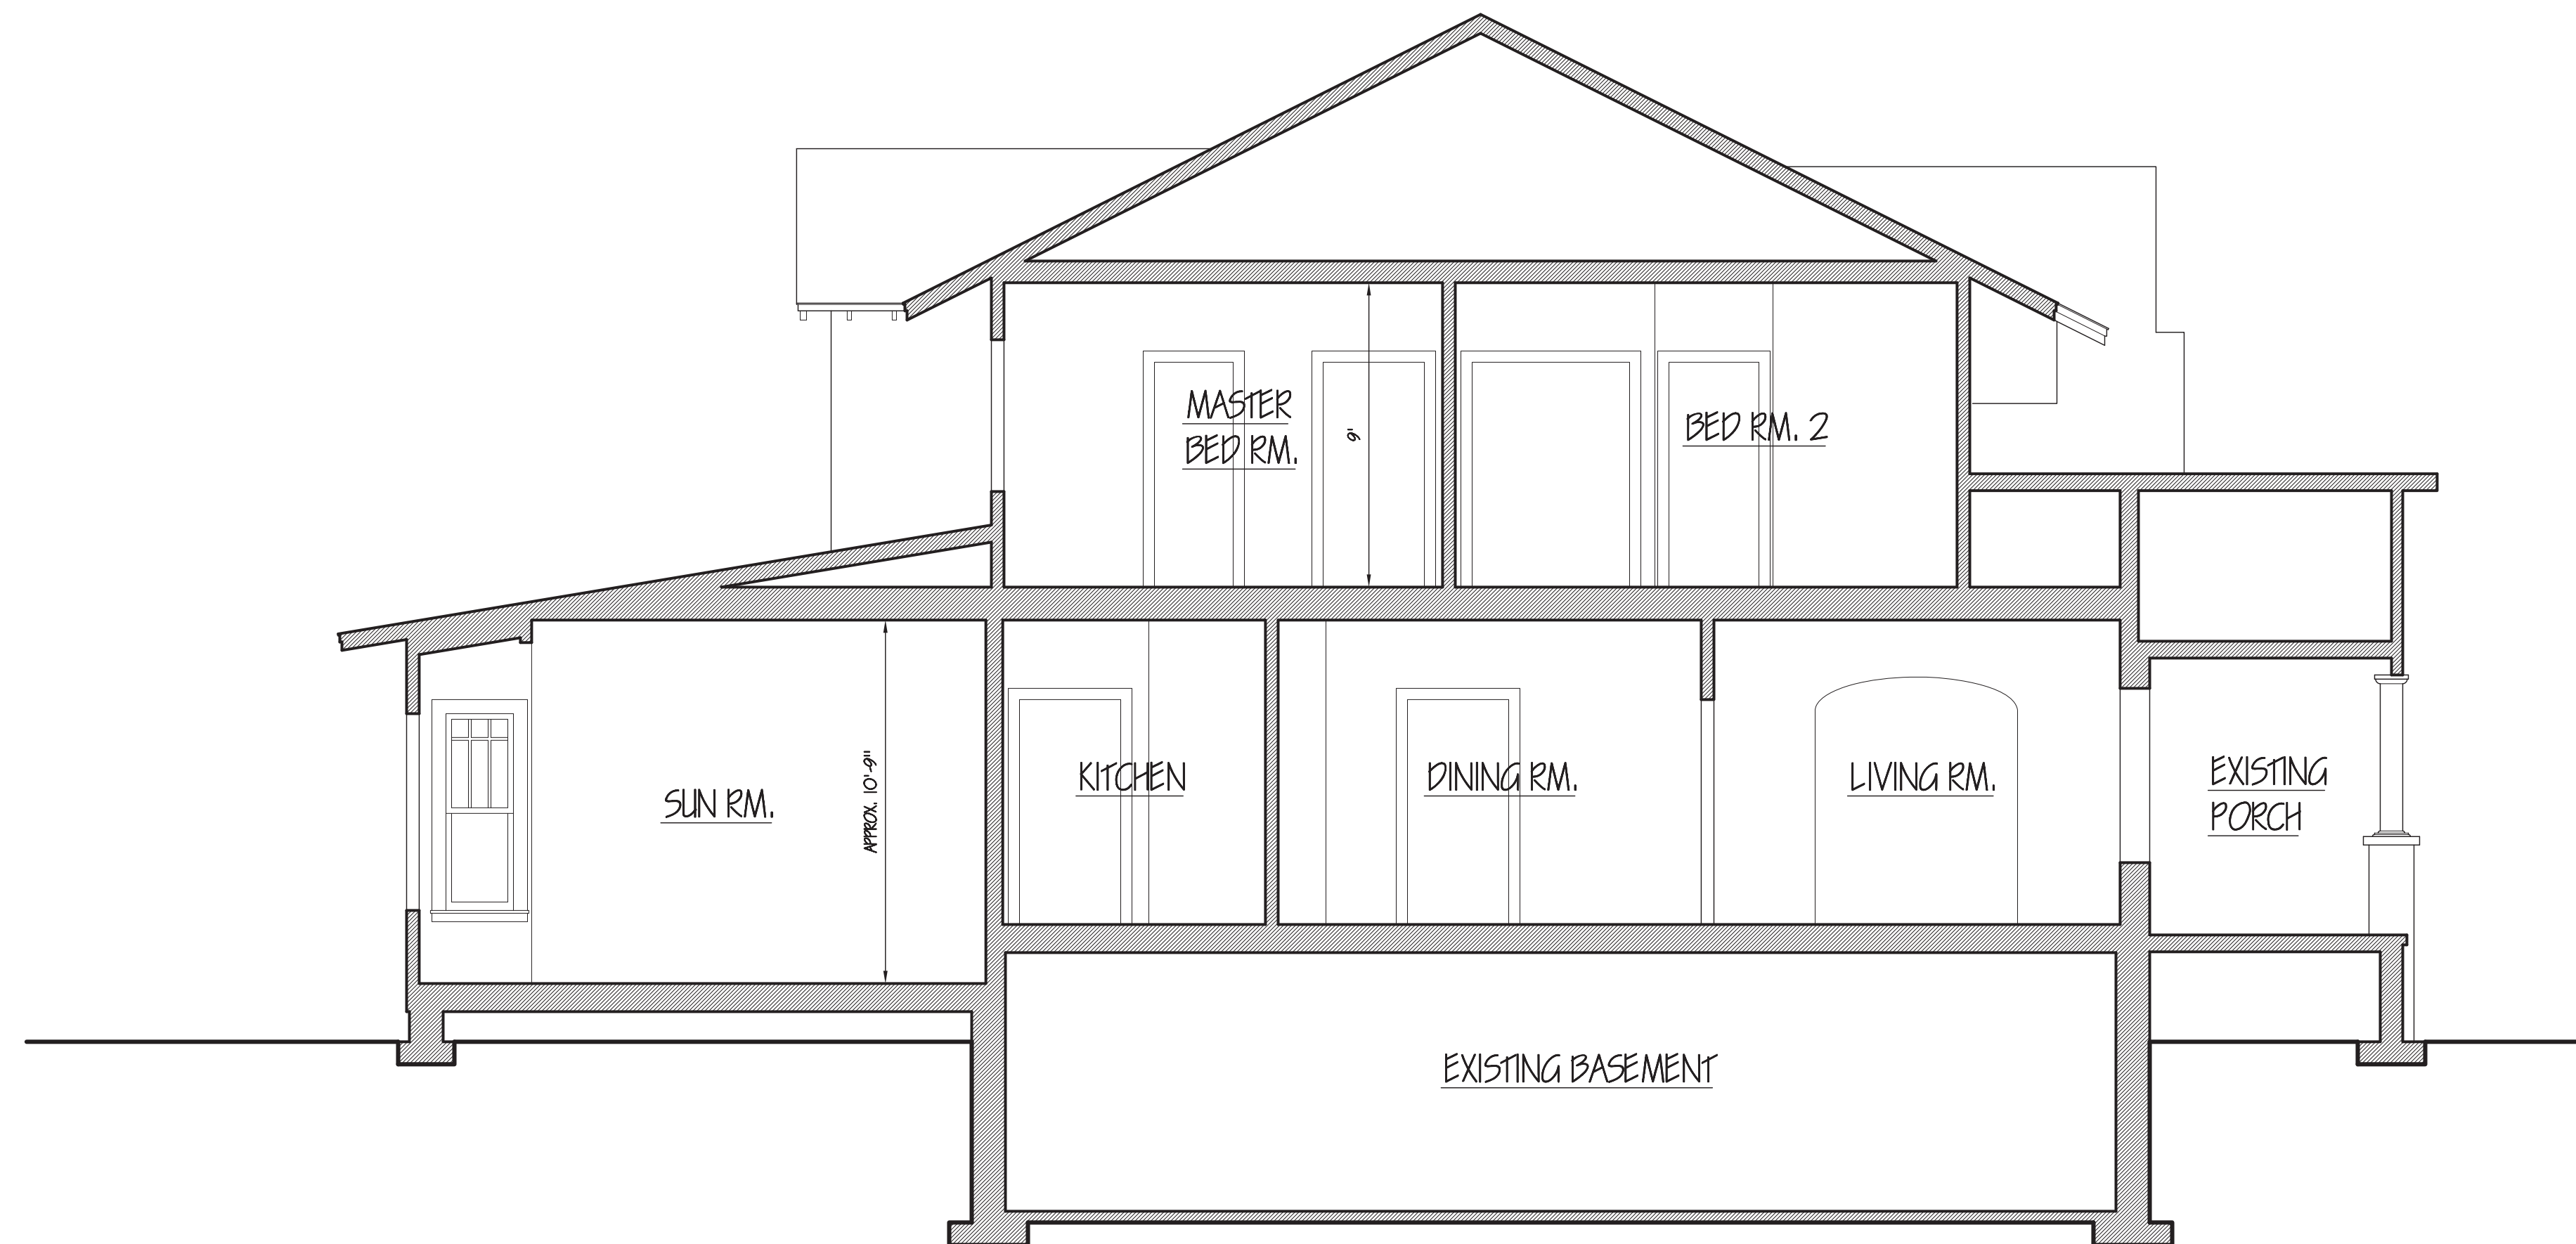 MASTER
BED RM.
9'
BED RM. 2
SUN RM.
APPROX. 10'-9"
KITCHEN
DINING RM.
LIVING RM.
EXISTING
PORCH
EXISTING BASEMENT